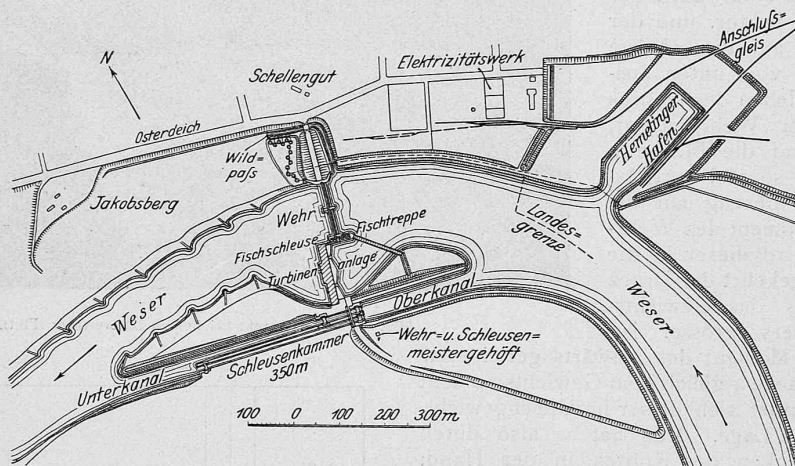 N
Schellengut
Elektrizitätswerk
Anschluſs=
gleis
Osterdeich
Wild=
paſs
Hemelinger
Hafen
Jakobsberg
Wehr
Fischtreppe
Landes=
grenze
Fischschleuse
Turbinen
anlage
Oberkanal
Weser
Weser
Wehr=u. Schleusen=
meistergehöft
Schleusenkammer
350m
Unterkanal
100 0 100 200 300m